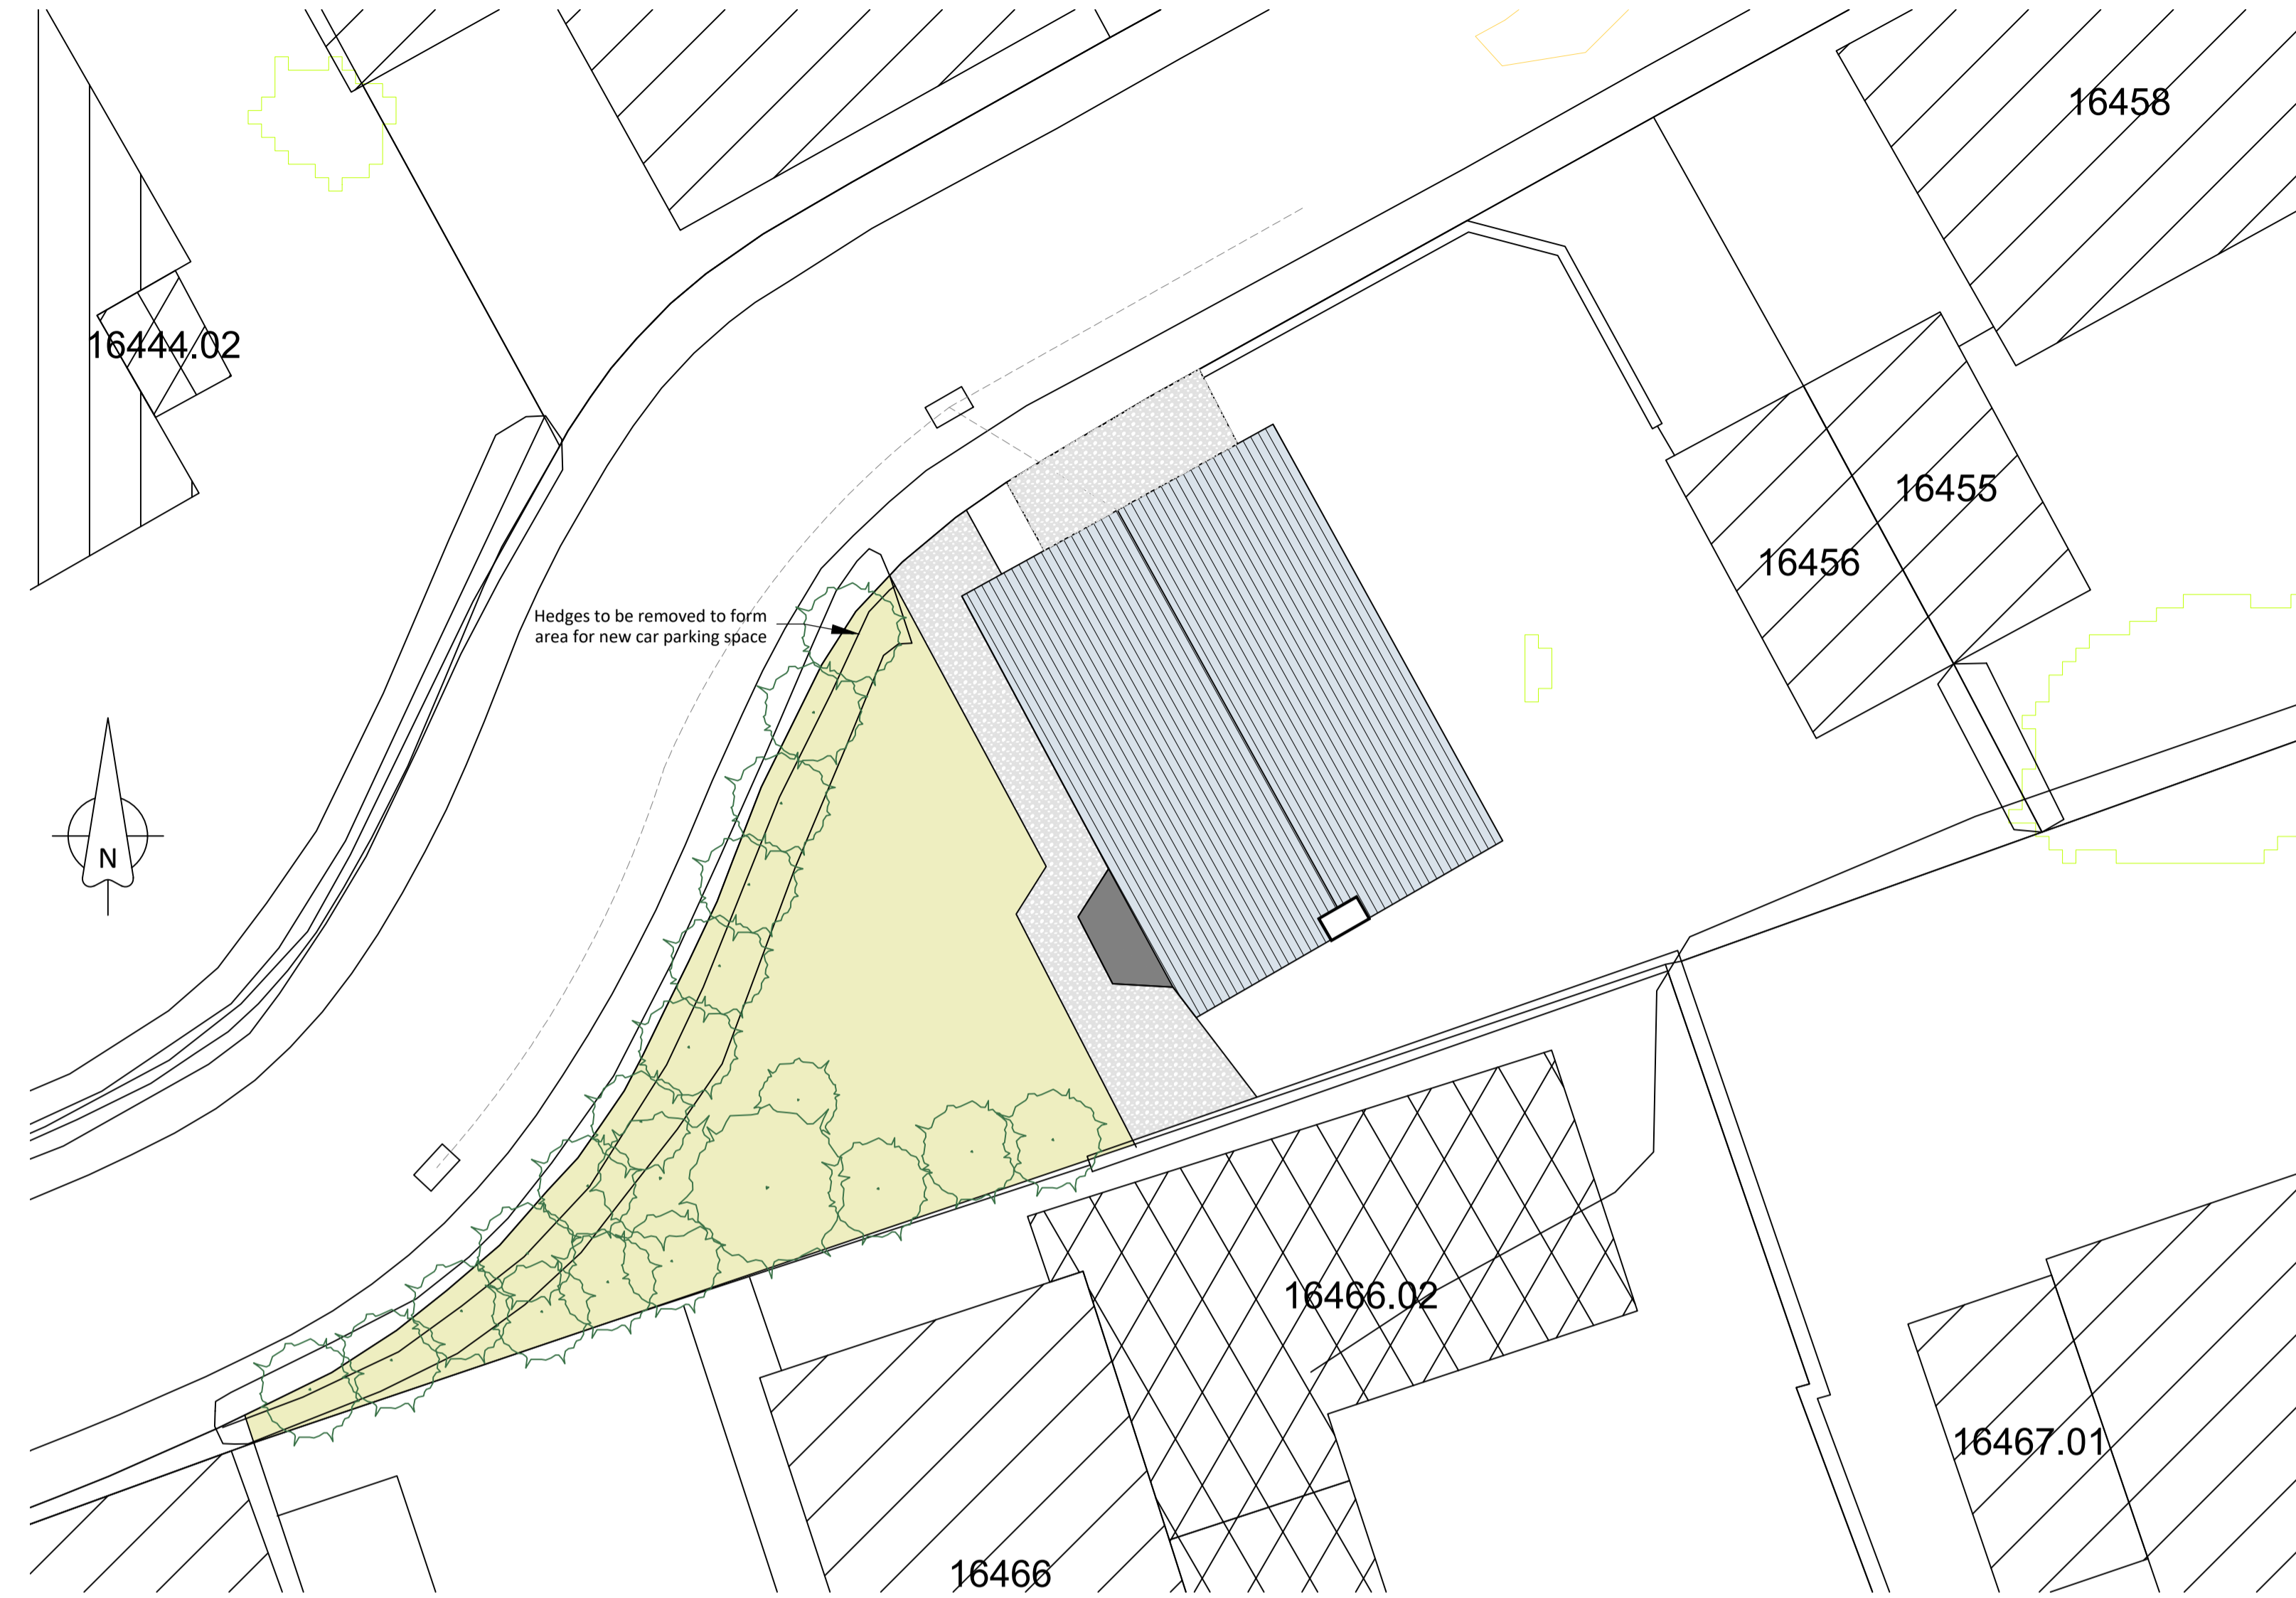 16458
16444.02
16455
16456
Hedges to be removed to form
area for new car parking space
N
16466.02
16467.01
16466